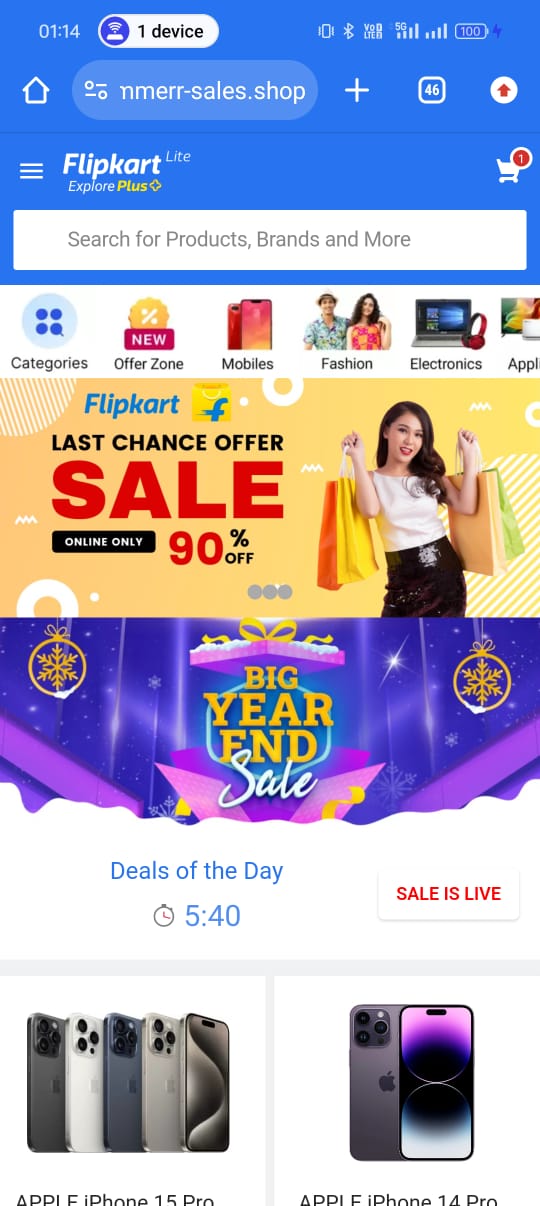 01:14
1 device
Vo)
LTE2
5G
100
nmerr-sales.shop
46
Flipkart Lite
Explore Plus
1
Search for Products, Brands and More
NEW
Categories
Offer Zone
Mobiles
Fashion
Electronics
Appl
Flipkart
LAST CHANCE OFFER
SALE
ONLINE ONLY
90% OFF
BIG
YEAR
END
Sale
Deals of the Day
5:40
SALE IS LIVE
APPLE iPhone 15 Pro
APPLE iPhone 14 Pro